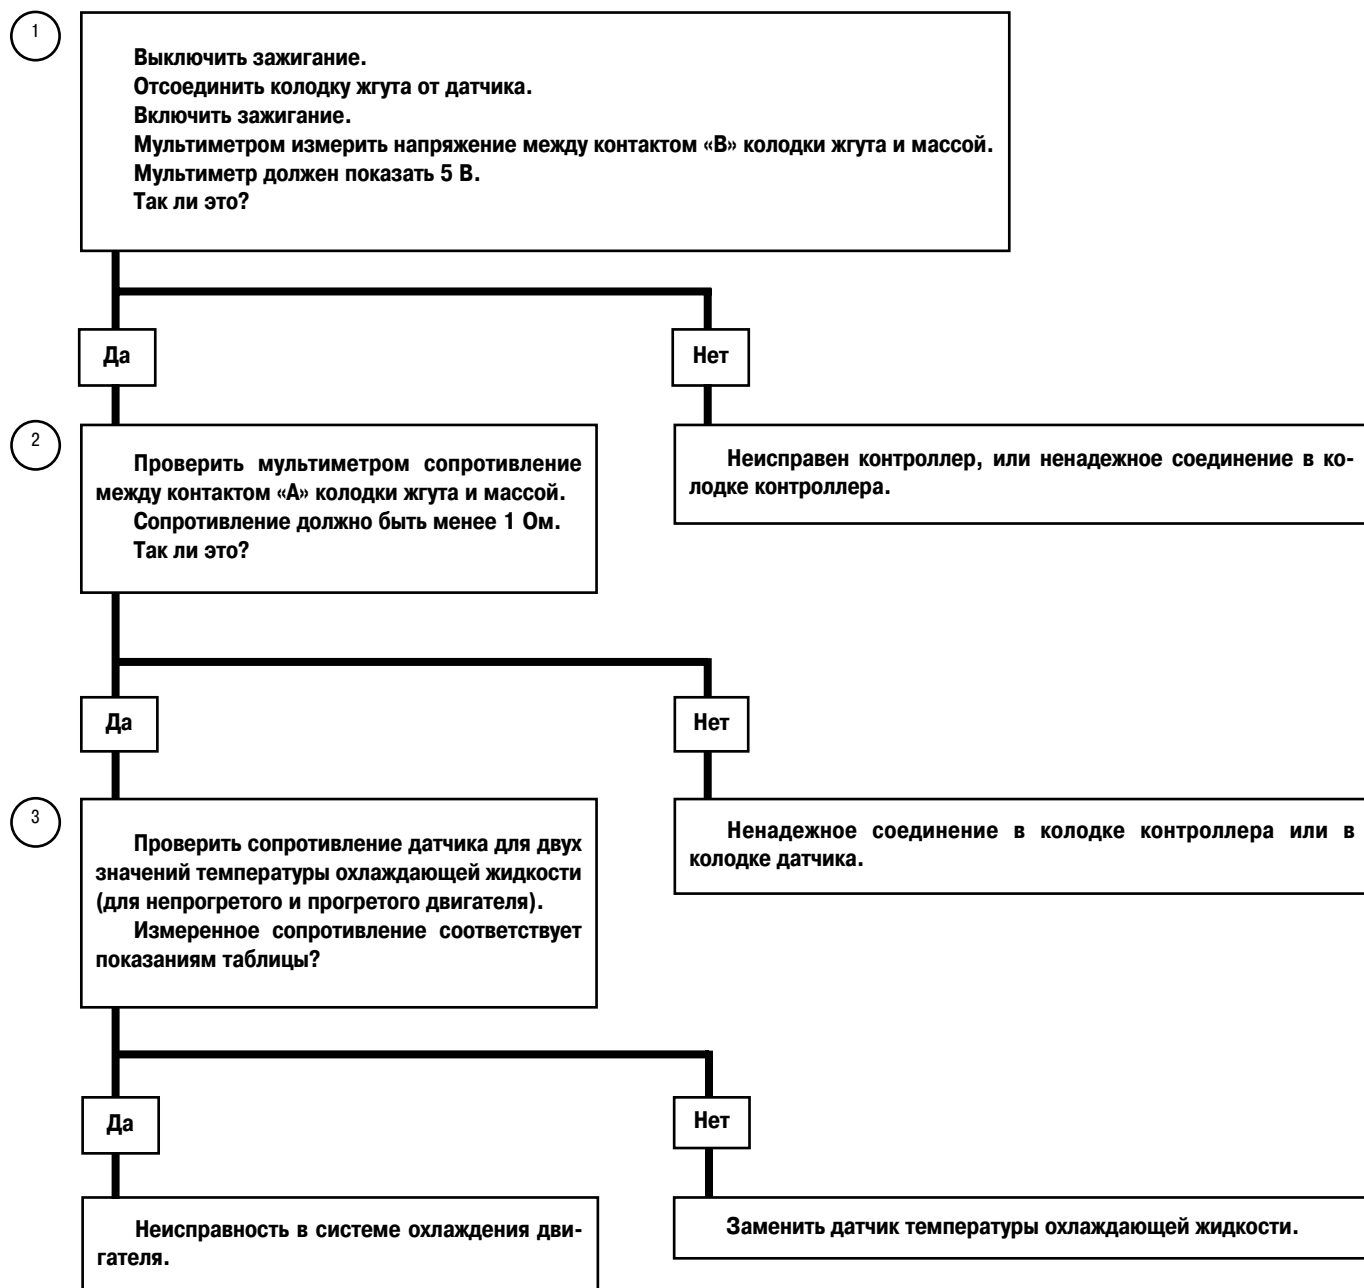 1
Выключить зажигание.
Отсоединить колодку жгута от датчика.
Включить зажигание.
Мультиметром измерить напряжение между контактом «В» колодки жгута и массой.
Мультиметр должен показать 5 В.
Так ли это?
Да
Нет
2
Проверить мультиметром сопротивление
между контактом «А» колодки жгута и массой.
Сопротивление должно быть менее 1 Ом.
Так ли это?
Неисправен контроллер, или ненадежное соединение в ко-
лодке контроллера.
Да
Нет
3
Проверить сопротивление датчика для двух
значений температуры охлаждающей жидкости
(для непрогретого и прогретого двигателя).
Измеренное сопротивление соответствует
показаниям таблицы?
Ненадежное соединение в колодке контроллера или в
колодке датчика.
Да
Нет
Неисправность в системе охлаждения дви-
гателя.
Заменить датчик температуры охлаждающей жидкости.